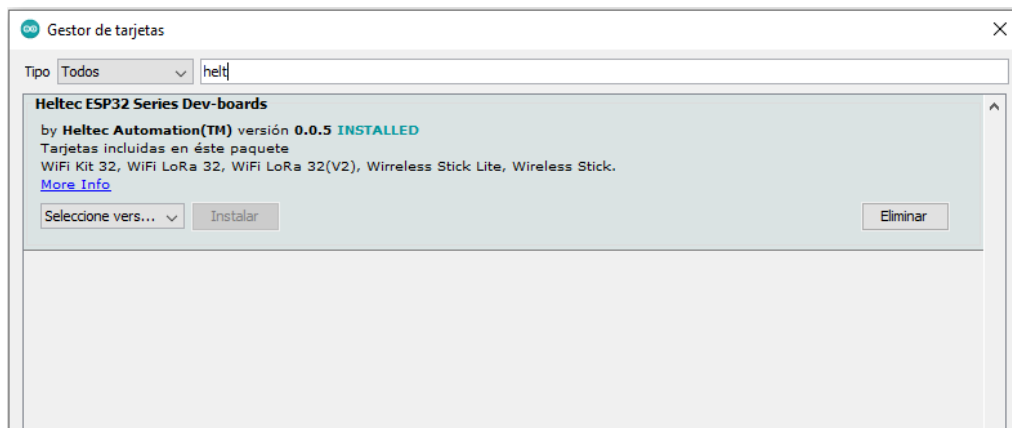 Gestor de tarjetas
Tipo Todos helt
Heltec ESP32 Series Dev-boards
by Heltec Automation(TM) versión 0.0.5 INSTALLED
Tarjetas incluidas en éste paquete
WiFi Kit 32, WiFi LoRa 32, WiFi LoRa 32(V2), Wirreless Stick Lite, Wireless Stick.
More Info
Seleccione vers... Instalar Eliminar